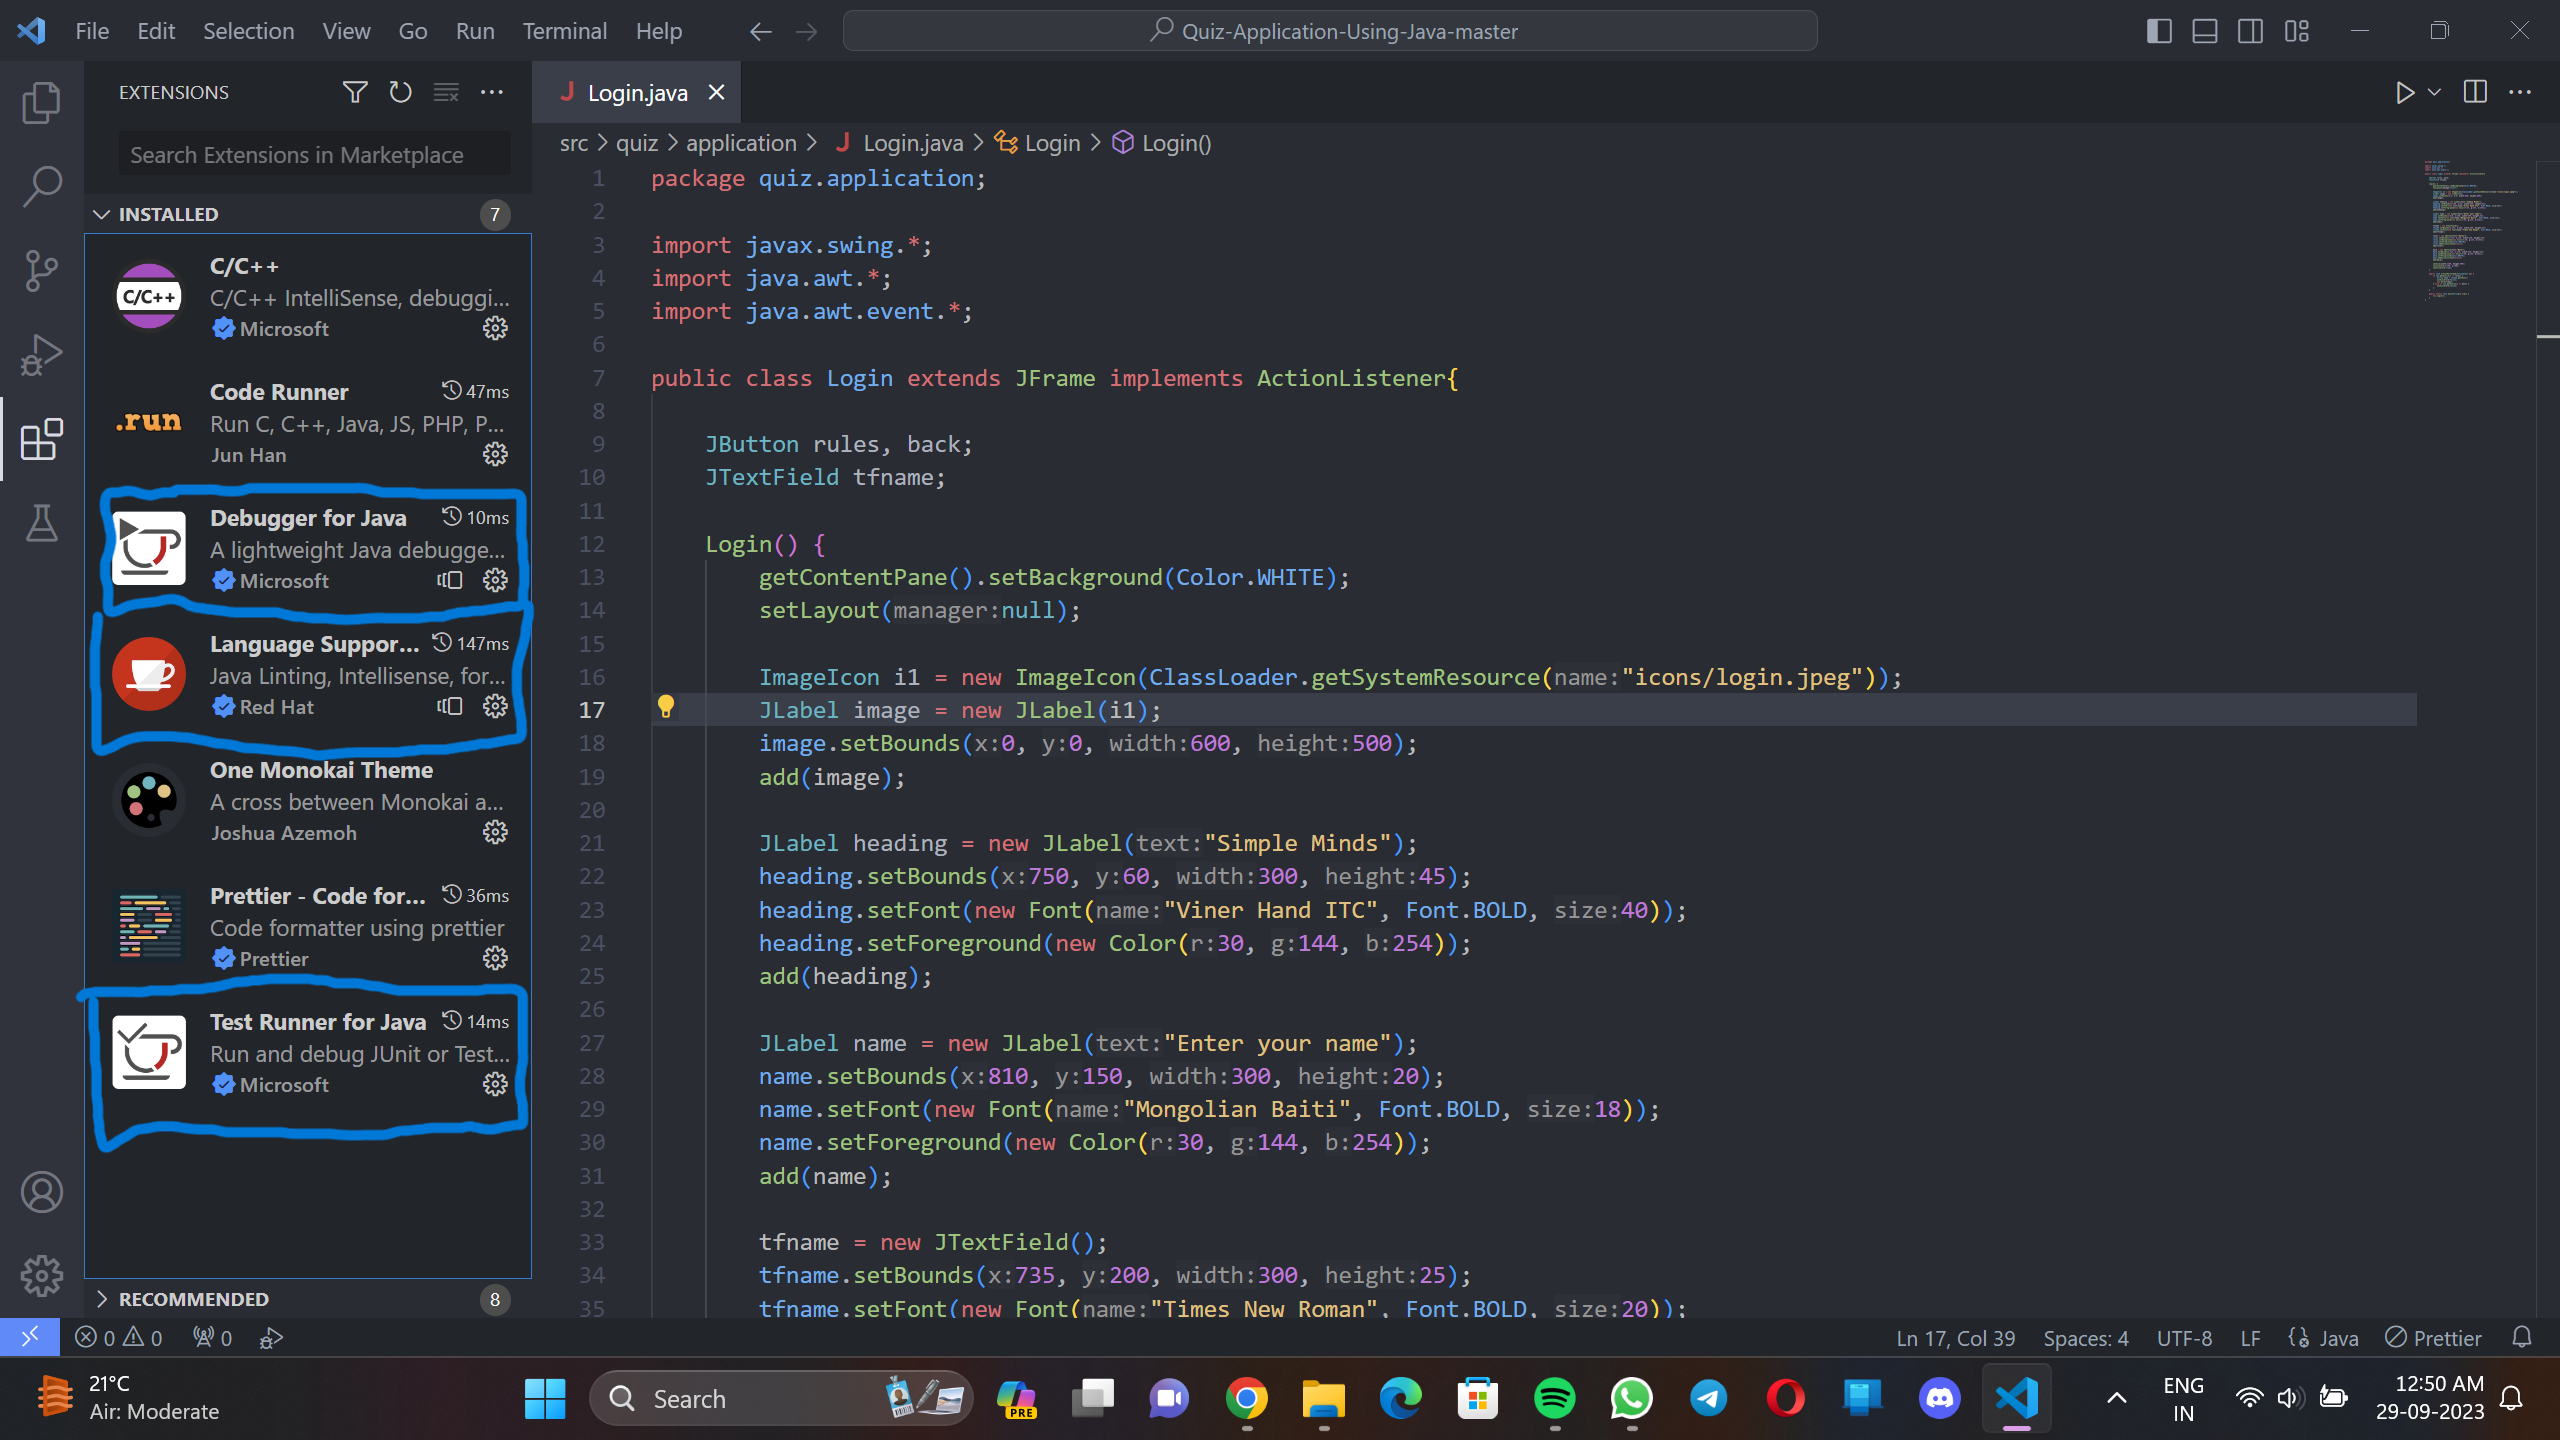 File Edit Selection View Go Run Terminal Help
Quiz-Application-Using-Java-master
EXTENSIONS
Search Extensions in Marketplace
INSTALLED 7
C/C++
C/C++
C/C++ IntelliSense, debuggi...
Microsoft
Code Runner 47ms
.run
Run C, C++, Java, JS, PHP, P...
Jun Han
Debugger for Java 10ms
A lightweight Java debugge...
Microsoft
Language Suppor... 147ms
Java Linting, Intellisense, for...
Red Hat
One Monokai Theme
A cross between Monokai a...
Joshua Azemoh
Prettier - Code for... 36ms
Code formatter using prettier
Prettier
Test Runner for Java 14ms
Run and debug JUnit or Test...
Microsoft
RECOMMENDED 8
J Login.java
src > quiz > application > J Login.java > Login > Login()
1 package quiz.application;
2
3 import javax.swing.*;
4 import java.awt.*;
5 import java.awt.event.*;
6
7 public class Login extends JFrame implements ActionListener{
8
9 JButton rules, back;
10 JTextField tfname;
11
12 Login() {
13 getContentPane().setBackground(Color.WHITE);
14 setLayout(manager:null);
15
16 ImageIcon i1 = new ImageIcon(ClassLoader.getSystemResource(name:"icons/login.jpeg"));
17 JLabel image = new JLabel(i1);
18 image.setBounds(x:0, y:0, width:600, height:500);
19 add(image);
20
21 JLabel heading = new JLabel(text:"Simple Minds");
22 heading.setBounds(x:750, y:60, width:300, height:45);
23 heading.setFont(new Font(name:"Viner Hand ITC", Font.BOLD, size:40));
24 heading.setForeground(new Color(r:30, g:144, b:254));
25 add(heading);
26
27 JLabel name = new JLabel(text:"Enter your name");
28 name.setBounds(x:810, y:150, width:300, height:20);
29 name.setFont(new Font(name:"Mongolian Baiti", Font.BOLD, size:18));
30 name.setForeground(new Color(r:30, g:144, b:254));
31 add(name);
32
33 tfname = new JTextField();
34 tfname.setBounds(x:735, y:200, width:300, height:25);
35 tfname.setFont(new Font(name:"Times New Roman", Font.BOLD, size:20));
0 0 0 Ln 17, Col 39 Spaces: 4 UTF-8 LF Java Prettier
21°C
Air: Moderate
Search
PRE
ENG
IN
12:50 AM
29-09-2023